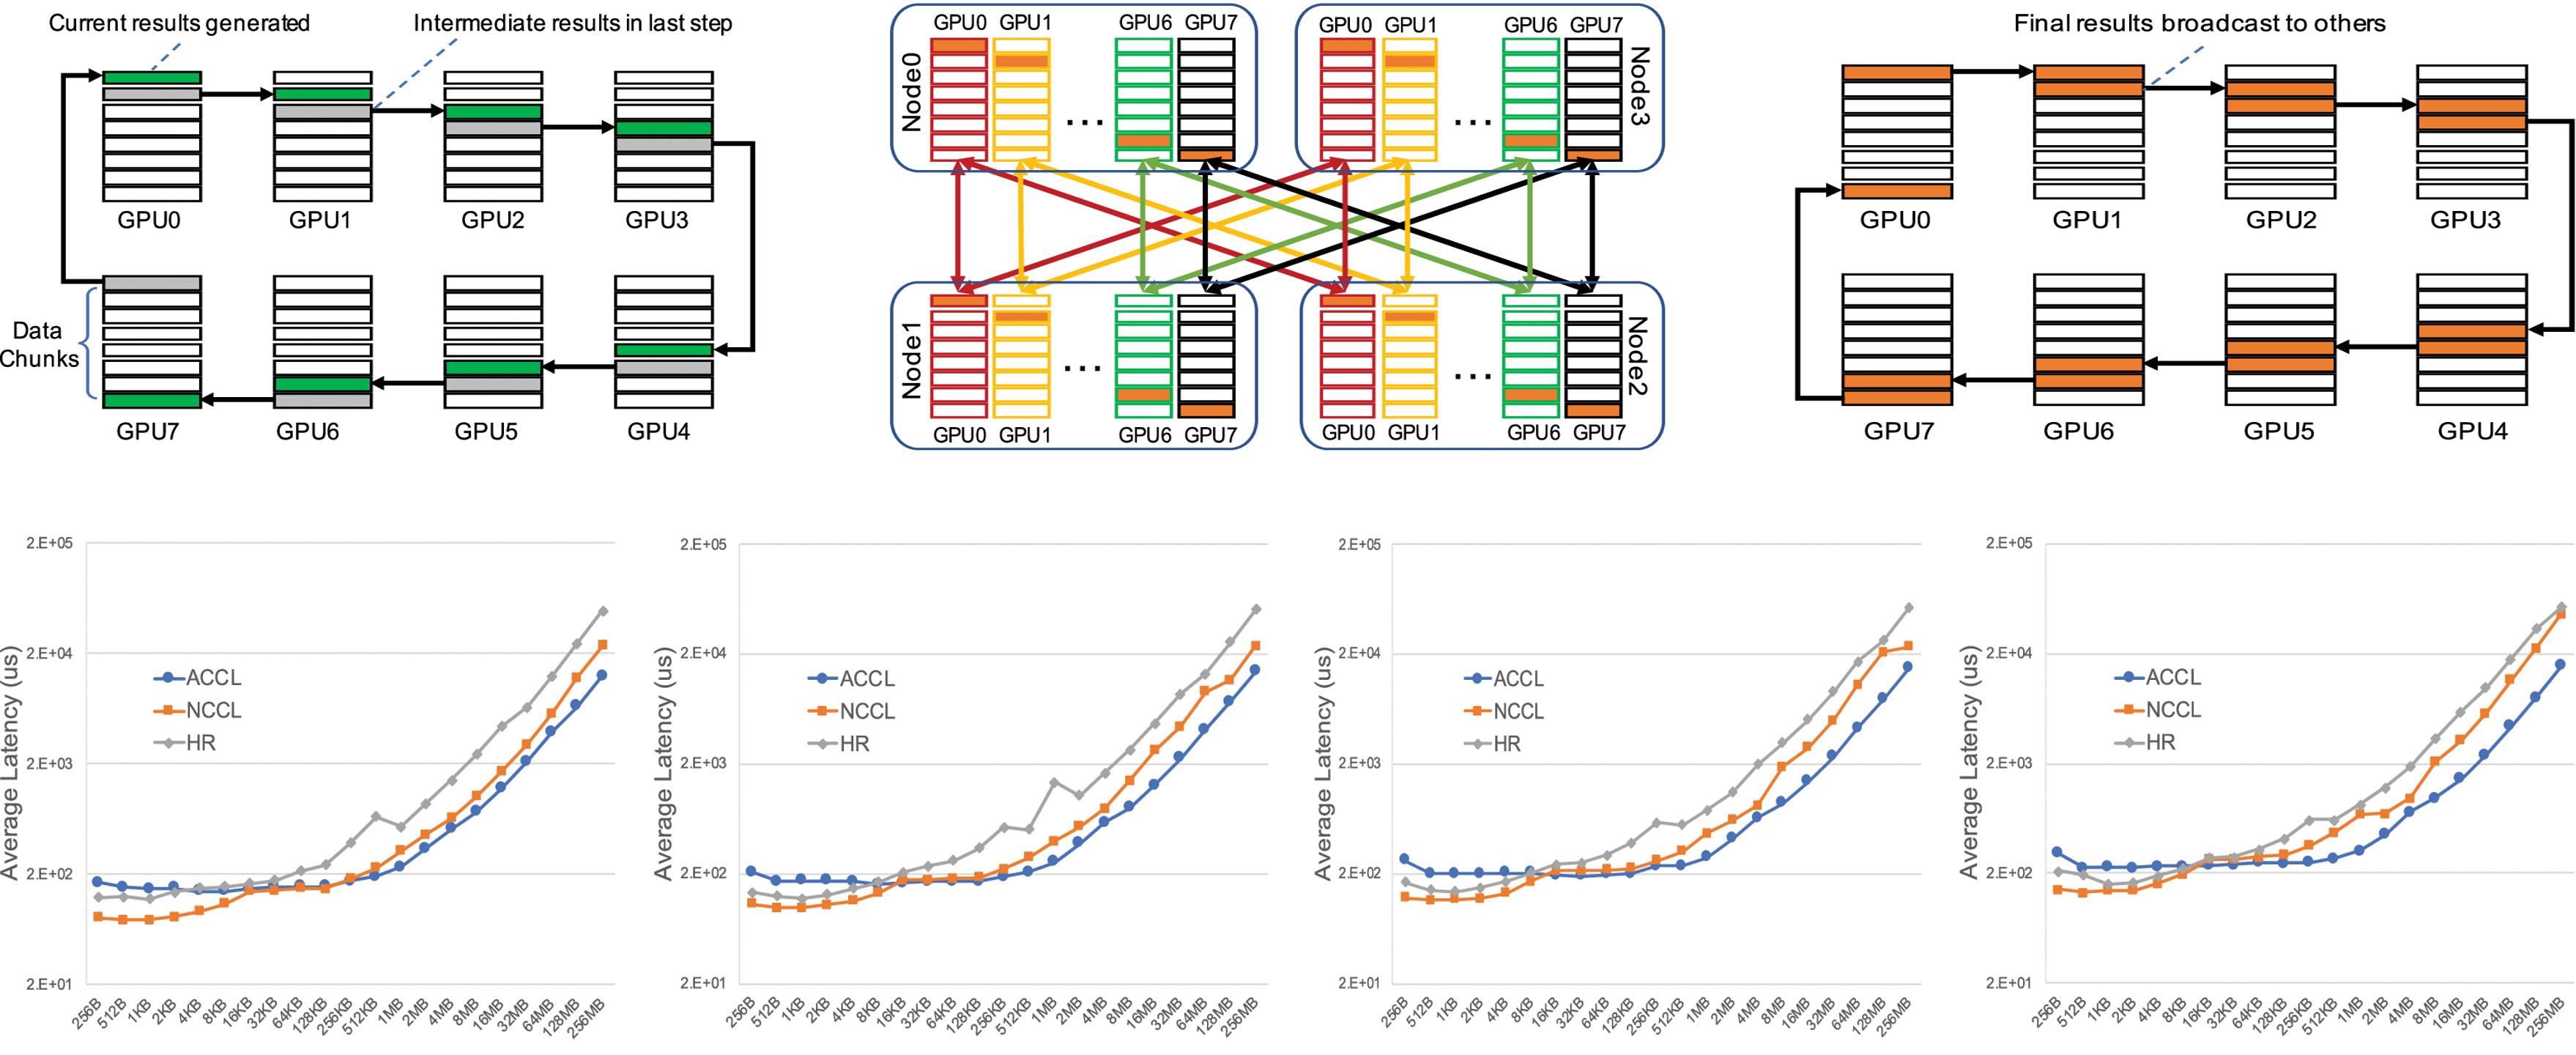 Current results generated
Intermediate results in last step
GPU0 GPU1 GPU2 GPU3
Data
Chunks
GPU7 GPU6 GPU5 GPU4
GPU0 GPU1 GPU6 GPU7
Node0
...
GPU0 GPU1 GPU6 GPU7
Node3
...
Node1
...
GPU0 GPU1 GPU6 GPU7
Node2
...
GPU0 GPU1 GPU6 GPU7
Final results broadcast to others
GPU0 GPU1 GPU2 GPU3
GPU7 GPU6 GPU5 GPU4
Average Latency (us)
2.E+05
2.E+04
2.E+03
2.E+02
2.E+01
ACCL
NCCL
HR
256B 512B 1KB 2KB 4KB 8KB 16KB 32KB 64KB 128KB 256KB 512KB 1MB 2MB 4MB 8MB 16MB 32MB 64MB 128MB 256MB
Average Latency (us)
2.E+05
2.E+04
2.E+03
2.E+02
2.E+01
ACCL
NCCL
HR
256B 512B 1KB 2KB 4KB 8KB 16KB 32KB 64KB 128KB 256KB 512KB 1MB 2MB 4MB 8MB 16MB 32MB 64MB 128MB 256MB
Average Latency (us)
2.E+05
2.E+04
2.E+03
2.E+02
2.E+01
ACCL
NCCL
HR
256B 512B 1KB 2KB 4KB 8KB 16KB 32KB 64KB 128KB 256KB 512KB 1MB 2MB 4MB 8MB 16MB 32MB 64MB 128MB 256MB
Average Latency (us)
2.E+05
2.E+04
2.E+03
2.E+02
2.E+01
ACCL
NCCL
HR
256B 512B 1KB 2KB 4KB 8KB 16KB 32KB 64KB 128KB 256KB 512KB 1MB 2MB 4MB 8MB 16MB 32MB 64MB 128MB 256MB